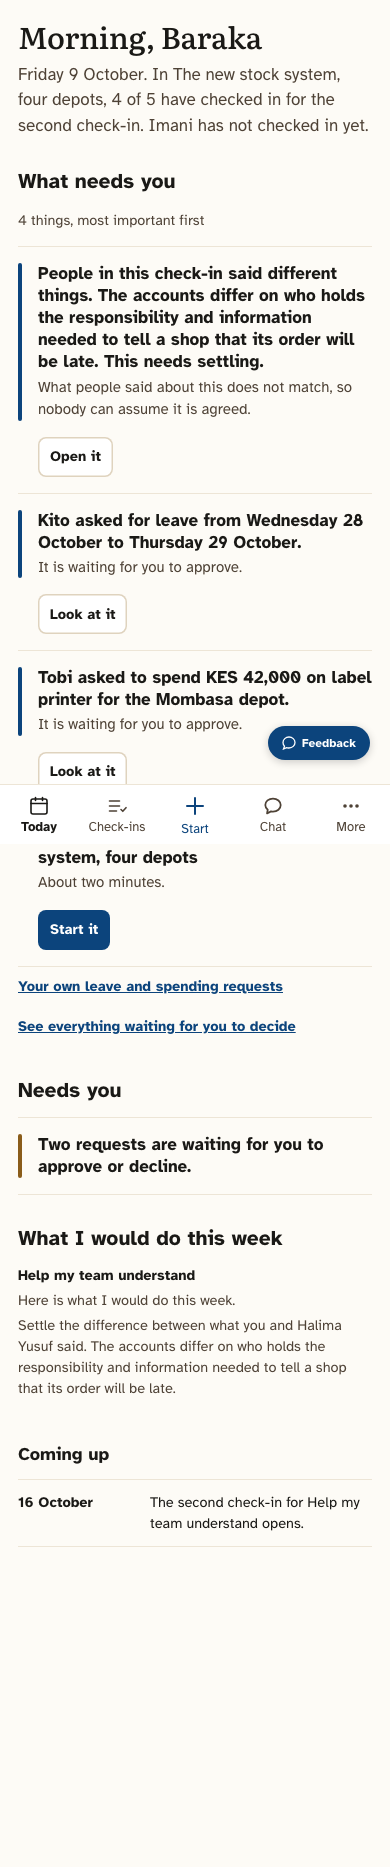 Morning, Baraka
Friday 9 October. In The new stock system,
four depots, 4 of 5 have checked in for the
second check-in. Imani has not checked in yet.
What needs you
4 things, most important first
People in this check-in said different
things. The accounts differ on who holds
the responsibility and information
needed to tell a shop that its order will
be late. This needs settling.
What people said about this does not match, so
nobody can assume it is agreed.
Open it
Kito asked for leave from Wednesday 28
October to Thursday 29 October.
It is waiting for you to approve.
Look at it
Tobi asked to spend KES 42,000 on label
printer for the Mombasa depot.
It is waiting for you to approve.
Feedback
Look at it
Today
Check-ins
Start
Chat
More
system, four depots
About two minutes.
Start it
Your own leave and spending requests
See everything waiting for you to decide
Needs you
Two requests are waiting for you to
approve or decline.
What I would do this week
Help my team understand
Here is what I would do this week.
Settle the difference between what you and Halima
Yusuf said. The accounts differ on who holds the
responsibility and information needed to tell a shop
that its order will be late.
Coming up
16 October
The second check-in for Help my
team understand opens.